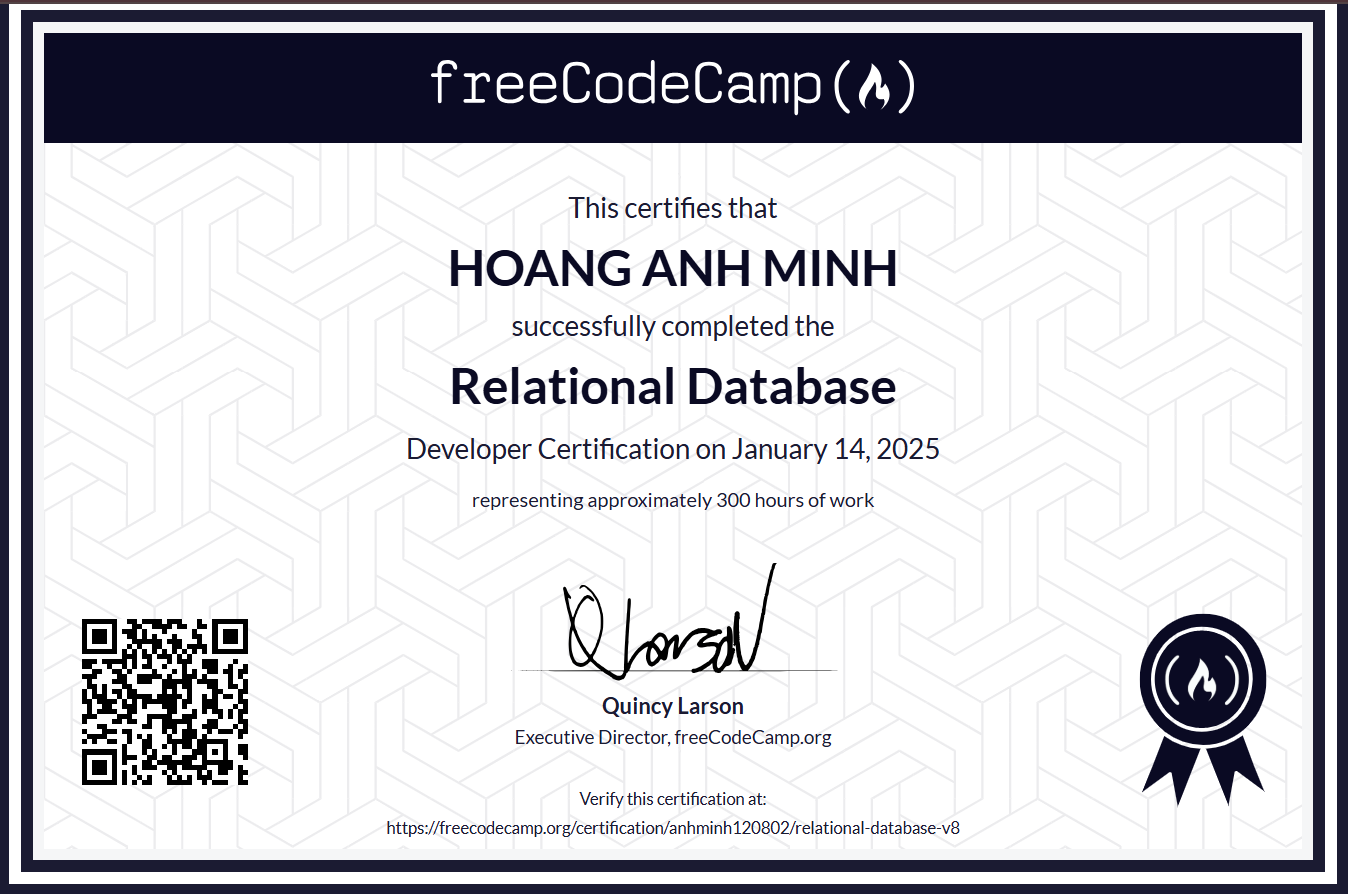 freeCodeCamp
This certifies that
HOANG ANH MINH
successfully completed the
Relational Database
Developer Certification on January 14, 2025
representing approximately 300 hours of work
Quincy Larson
Executive Director, freeCodeCamp.org
Verify this certification at:
https://freecodecamp.org/certification/anhminh120802/relational-database-v8